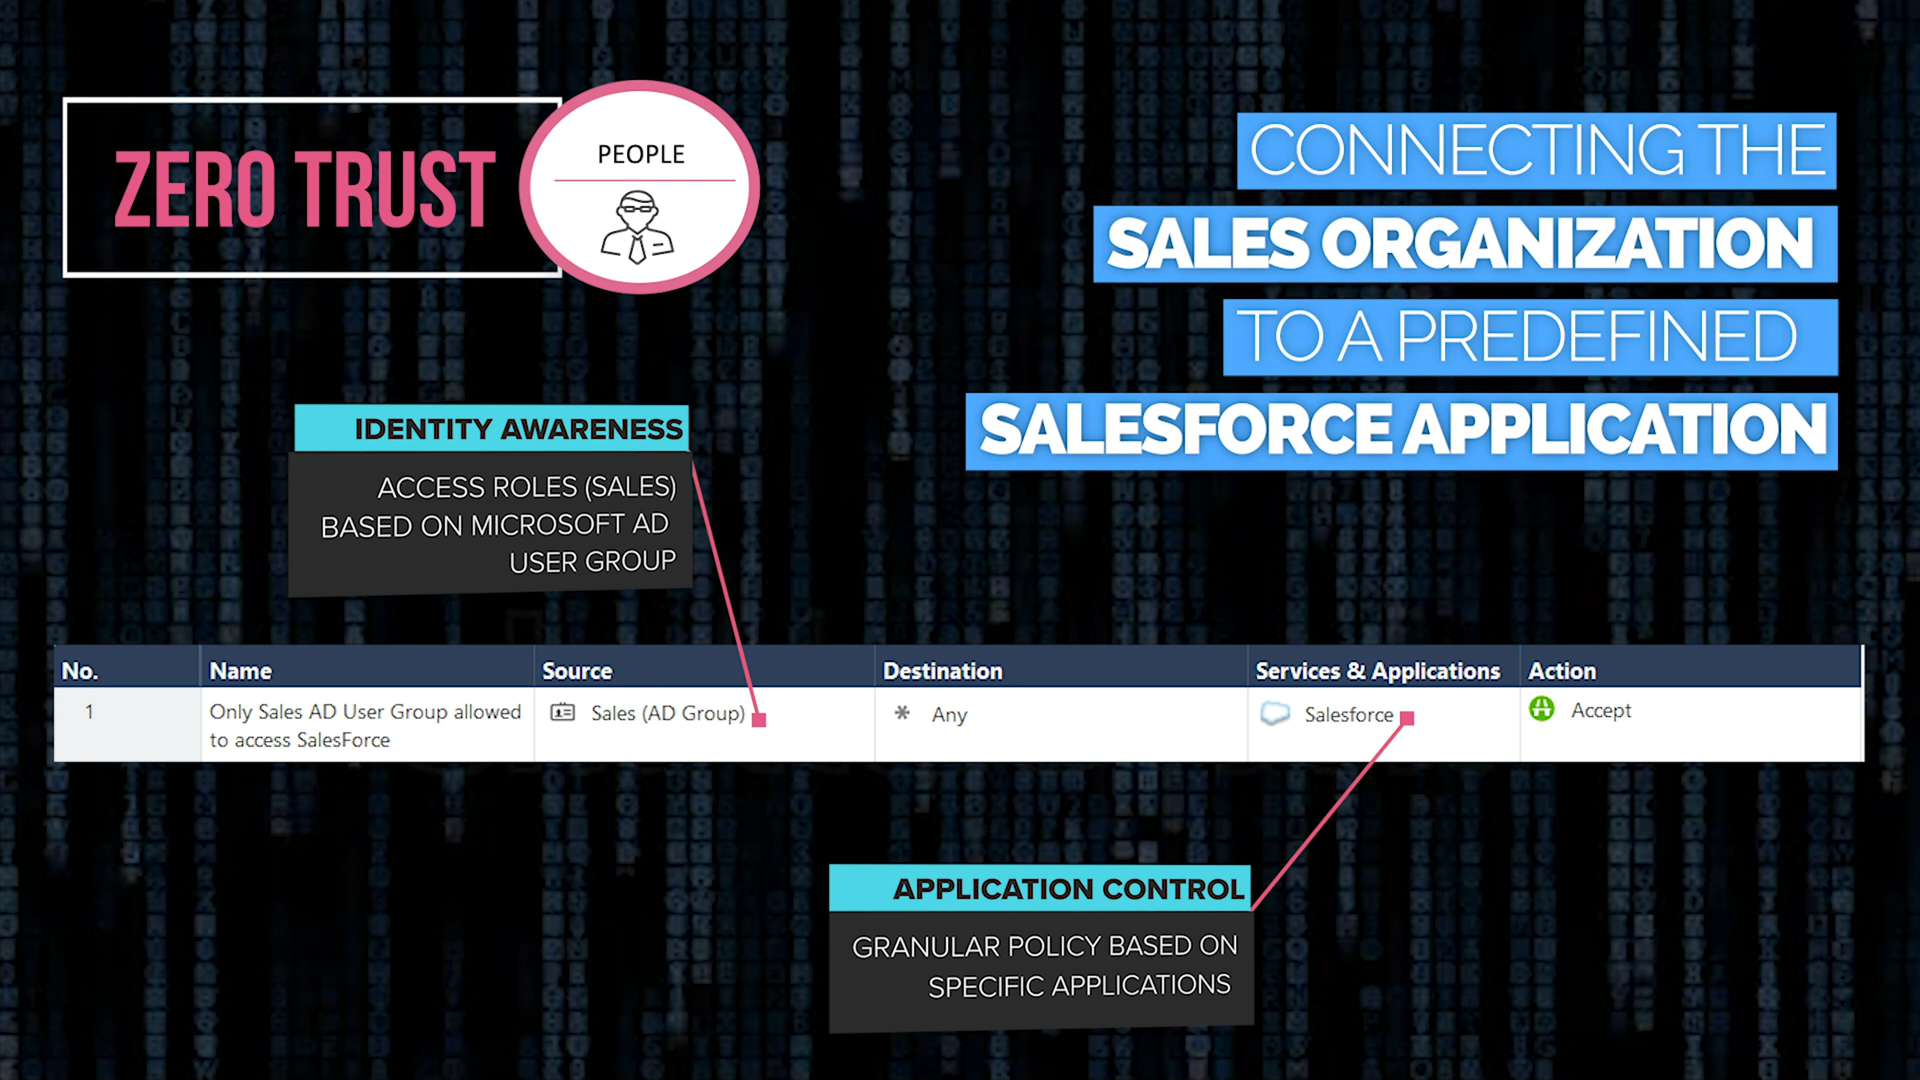 ZERO TRUST
PEOPLE
CONNECTING THE
SALES ORGANIZATION
TO A PREDEFINED
SALESFORCE APPLICATION
IDENTITY AWARENESS
ACCESS ROLES (SALES)
BASED ON MICROSOFT AD
USER GROUP
No. Name Source Destination Services & Applications Action
1 Only Sales AD User Group allowed Sales (AD Group) * Any Salesforce Accept
to access SalesForce
APPLICATION CONTROL
GRANULAR POLICY BASED ON
SPECIFIC APPLICATIONS